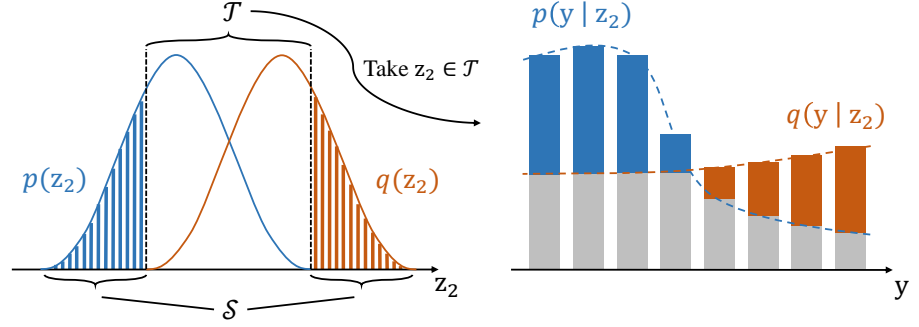 𝒯
p(z₂)
q(z₂)
z₂
𝒮
Take z₂ ∈ 𝒯
p(y | z₂)
q(y | z₂)
y